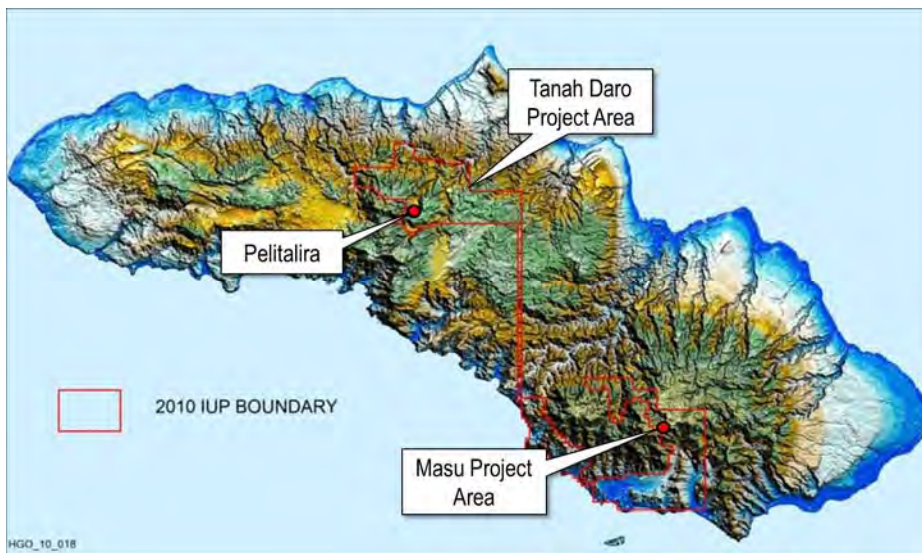 Tanah Daro
Project Area
Pelitalira
2010 IUP BOUNDARY
Masu Project
Area
HGO_10_018